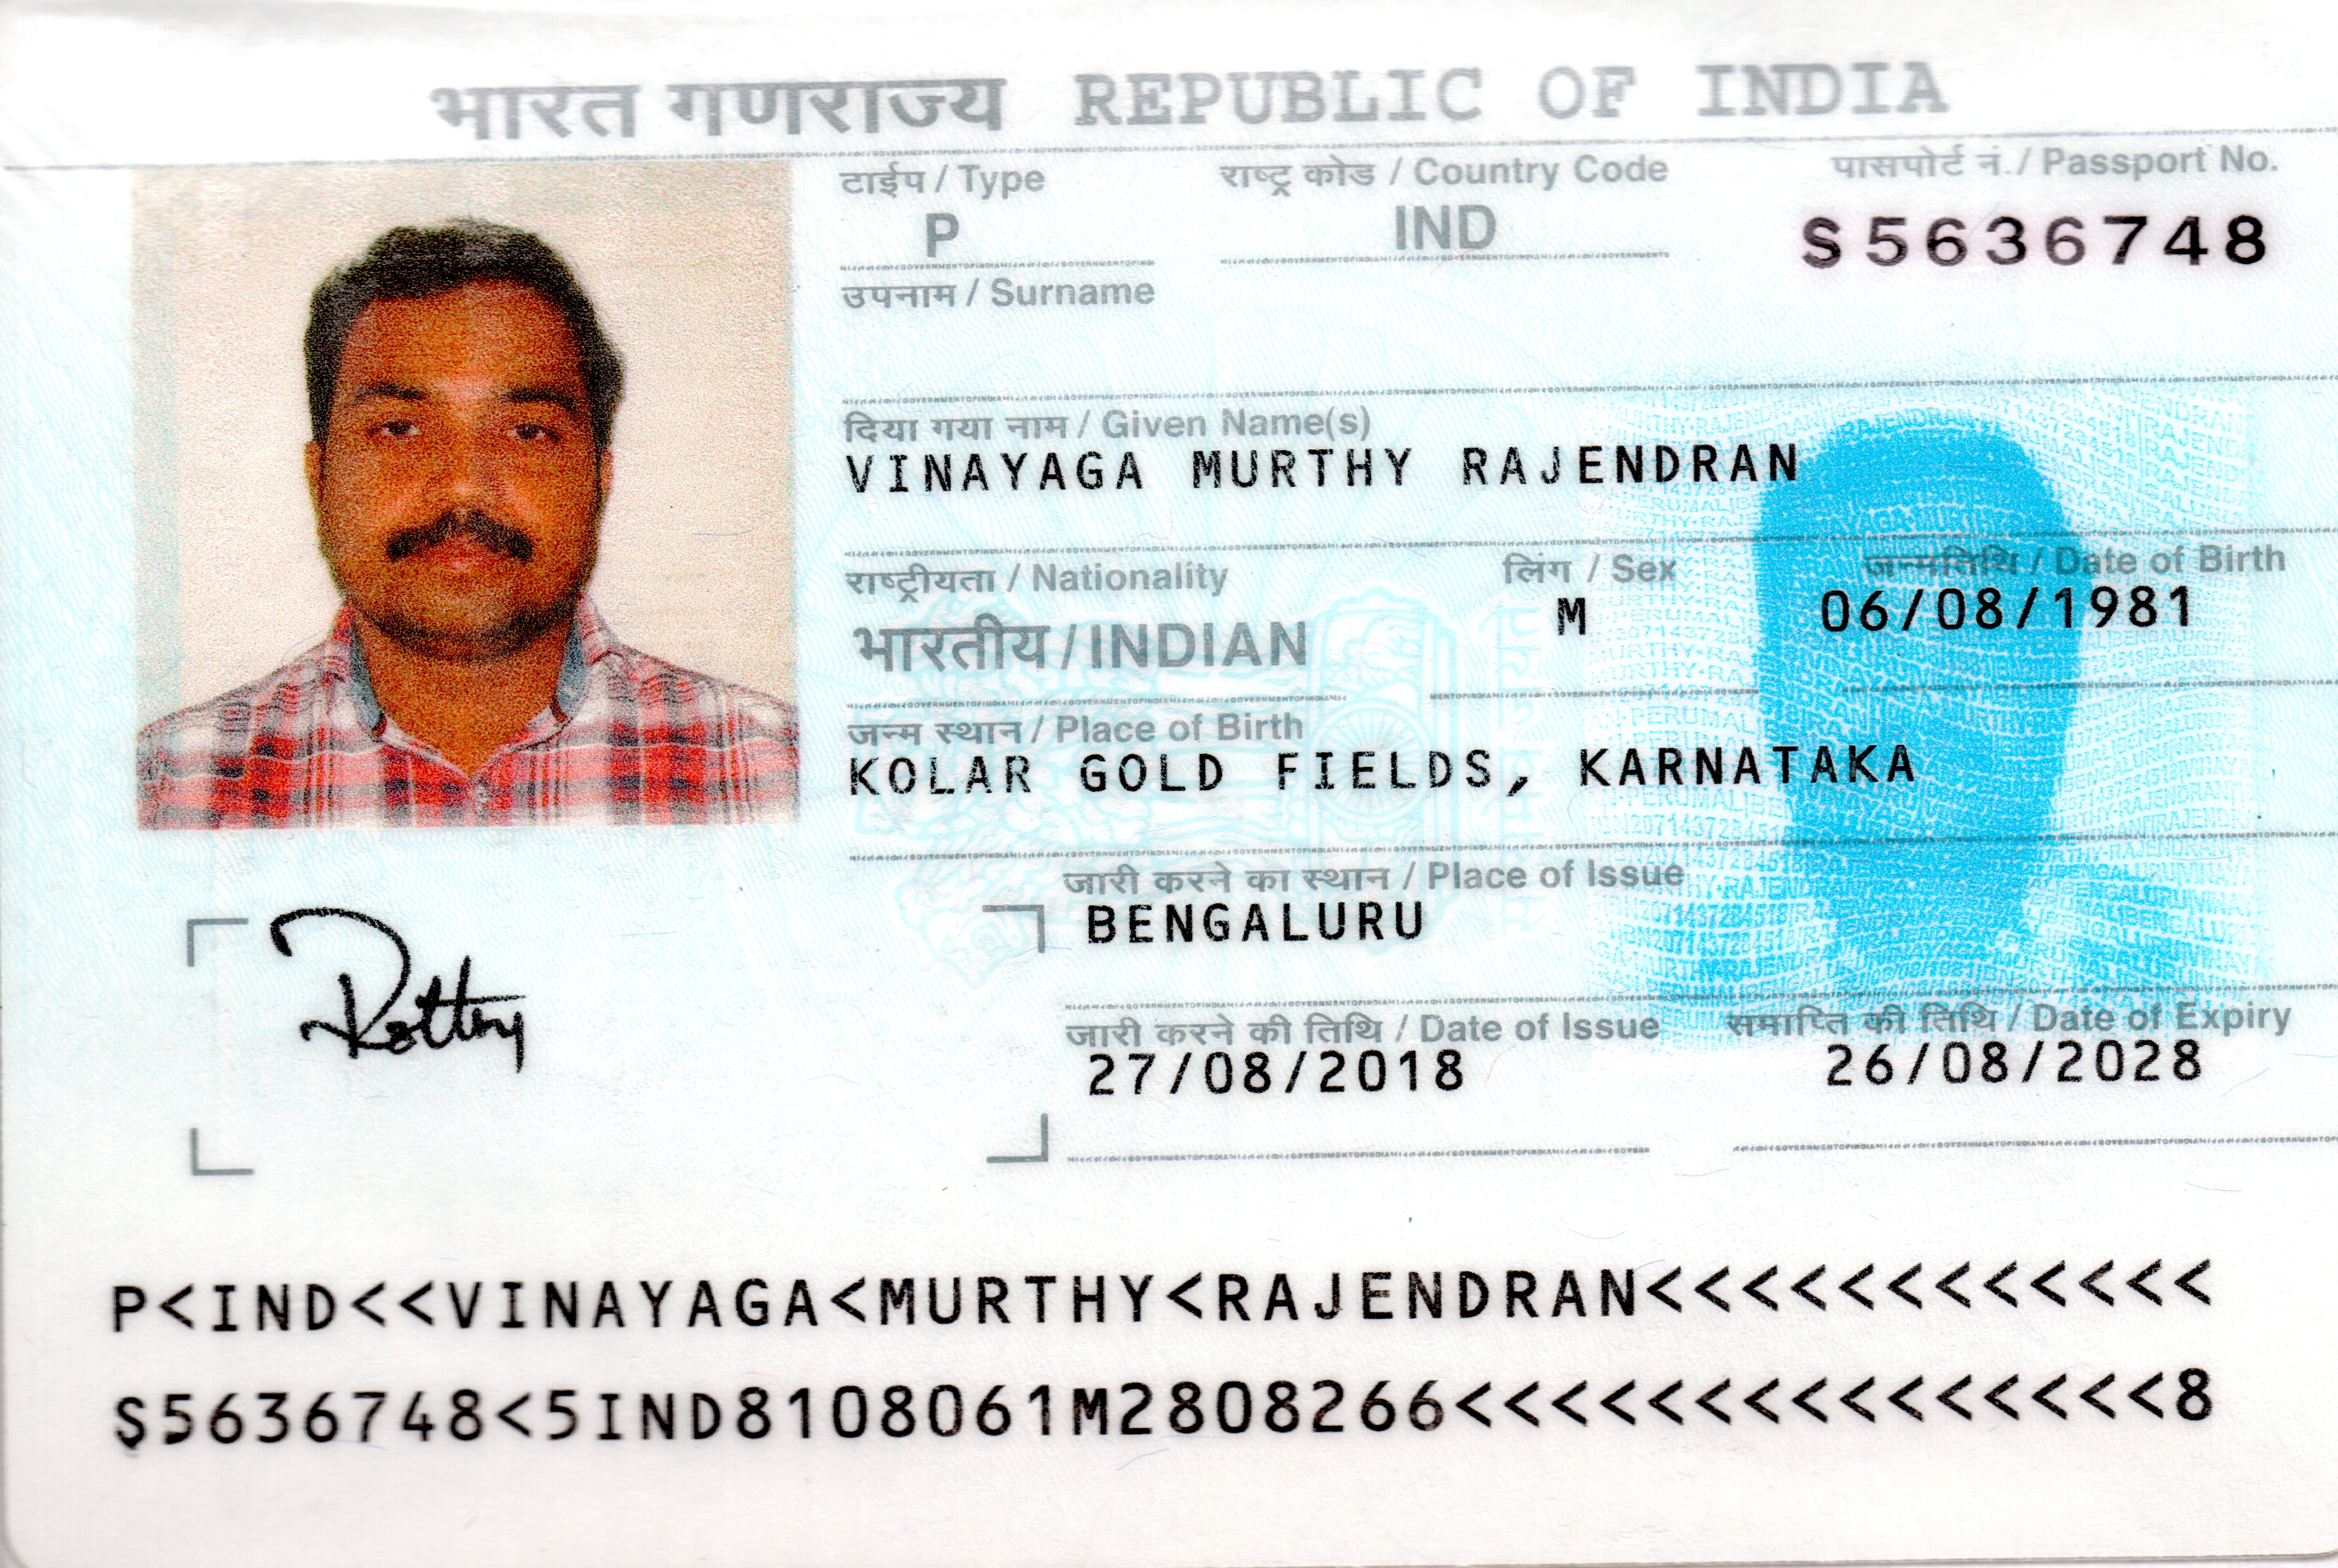 भारत गणराज्य REPUBLIC OF INDIA
टाईप / Type राष्ट्र कोड / Country Code पासपोर्ट नं. / Passport No.
P IND S5636748
उपनाम / Surname
दिया गया नाम / Given Name(s)
VINAYAGA MURTHY RAJENDRAN
राष्ट्रीयता / Nationality लिंग / Sex जन्मतिथि / Date of Birth
भारतीय / INDIAN M 06/08/1981
जन्म स्थान / Place of Birth
KOLAR GOLD FIELDS, KARNATAKA
जारी करने का स्थान / Place of Issue
BENGALURU
जारी करने की तिथि / Date of Issue समाप्ति की तिथि / Date of Expiry
27/08/2018 26/08/2028
P<IND<<VINAYAGA<MURTHY<RAJENDRAN<<<<<<<<<<<<
S5636748<5IND8108061M2808266<<<<<<<<<<<<<<<8